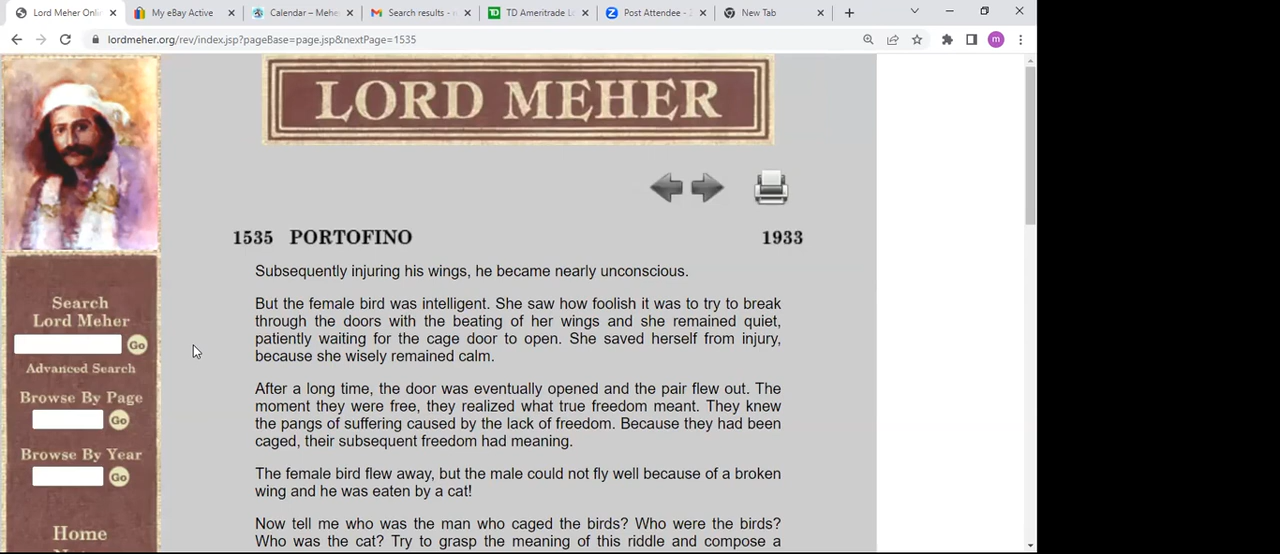 Lord Meher Onli
My eBay Active
Calendar – Mehe
Search results -
TD Ameritrade
Post Attendee -
New Tab
lordmeher.org/rev/index.jsp?pageBase=page.jsp&nextPage=1535
m
LORD MEHER
1535 PORTOFINO 1933
Subsequently injuring his wings, he became nearly unconscious.
But the female bird was intelligent. She saw how foolish it was to try to break
through the doors with the beating of her wings and she remained quiet,
patiently waiting for the cage door to open. She saved herself from injury,
because she wisely remained calm.
After a long time, the door was eventually opened and the pair flew out. The
moment they were free, they realized what true freedom meant. They knew
the pangs of suffering caused by the lack of freedom. Because they had been
caged, their subsequent freedom had meaning.
The female bird flew away, but the male could not fly well because of a broken
wing and he was eaten by a cat!
Now tell me who was the man who caged the birds? Who were the birds?
Who was the cat? Try to grasp the meaning of this riddle and compose a
Search
Lord Meher
Go
Advanced Search
Browse By Page
Go
Browse By Year
Go
Home